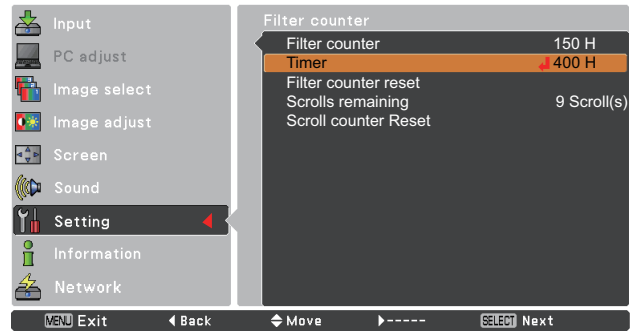 Input
PC adjust
Image select
Image adjust
Screen
Sound
Setting
Information
Network
Filter counter
Filter counter 150 H
Timer 400 H
Filter counter reset
Scrolls remaining 9 Scroll(s)
Scroll counter Reset
MENU Exit Back Move ----- SELECT Next